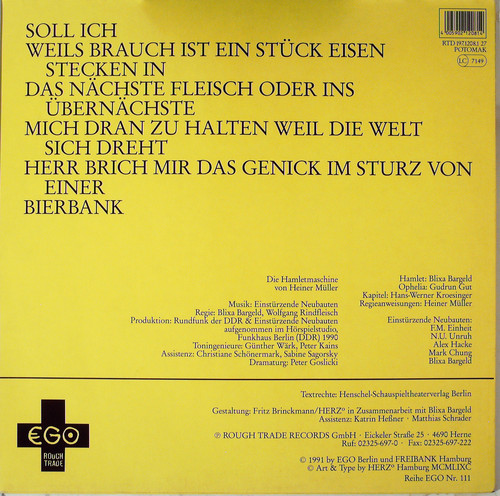 SOLL ICH
WEILS BRAUCH IST EIN STÜCK EISEN
STECKEN IN
DAS NÄCHSTE FLEISCH ODER INS
ÜBERNÄCHSTE
MICH DRAN ZU HALTEN WEIL DIE WELT
SICH DREHT
HERR BRICH MIR DAS GENICK IM STURZ VON
EINER
BIERBANK
4 005902 120814
RTD 197.1208.1 27
POTOMAK
LC 7149
Die Hamletmaschine
von Heiner Müller
Musik: Einstürzende Neubauten
Regie: Blixa Bargeld, Wolfgang Rindfleisch
Produktion: Rundfunk der DDR & Einstürzende Neubauten
aufgenommen im Hörspielstudio,
Funkhaus Berlin (DDR) 1990
Toningenieure: Günther Wärk, Peter Kains
Assistenz: Christiane Schönermark, Sabine Sagorsky
Dramaturg: Peter Goslicki
Hamlet: Blixa Bargeld
Ophelia: Gudrun Gut
Kapitel: Hans-Werner Kroesinger
Regieanweisungen: Heiner Müller
Einstürzende Neubauten:
F.M. Einheit
N.U. Unruh
Alex Hacke
Mark Chung
Blixa Bargeld
EGO
ROUGH
TRADE
Textrechte: Henschel-Schauspieltheaterverlag Berlin
Gestaltung: Fritz Brinckmann/HERZ® in Zusammenarbeit mit Blixa Bargeld
Assistenz: Katrin Heßner · Matthias Schrader
℗ ROUGH TRADE RECORDS GmbH · Eickeler Straße 25 · 4690 Herne
Ruf: 02325-697-0 · Fax: 02325-697-222
© 1991 by EGO Berlin und FREIBANK Hamburg
© Art & Type by HERZ® Hamburg MCMLIXC
Reihe EGO Nr. 111